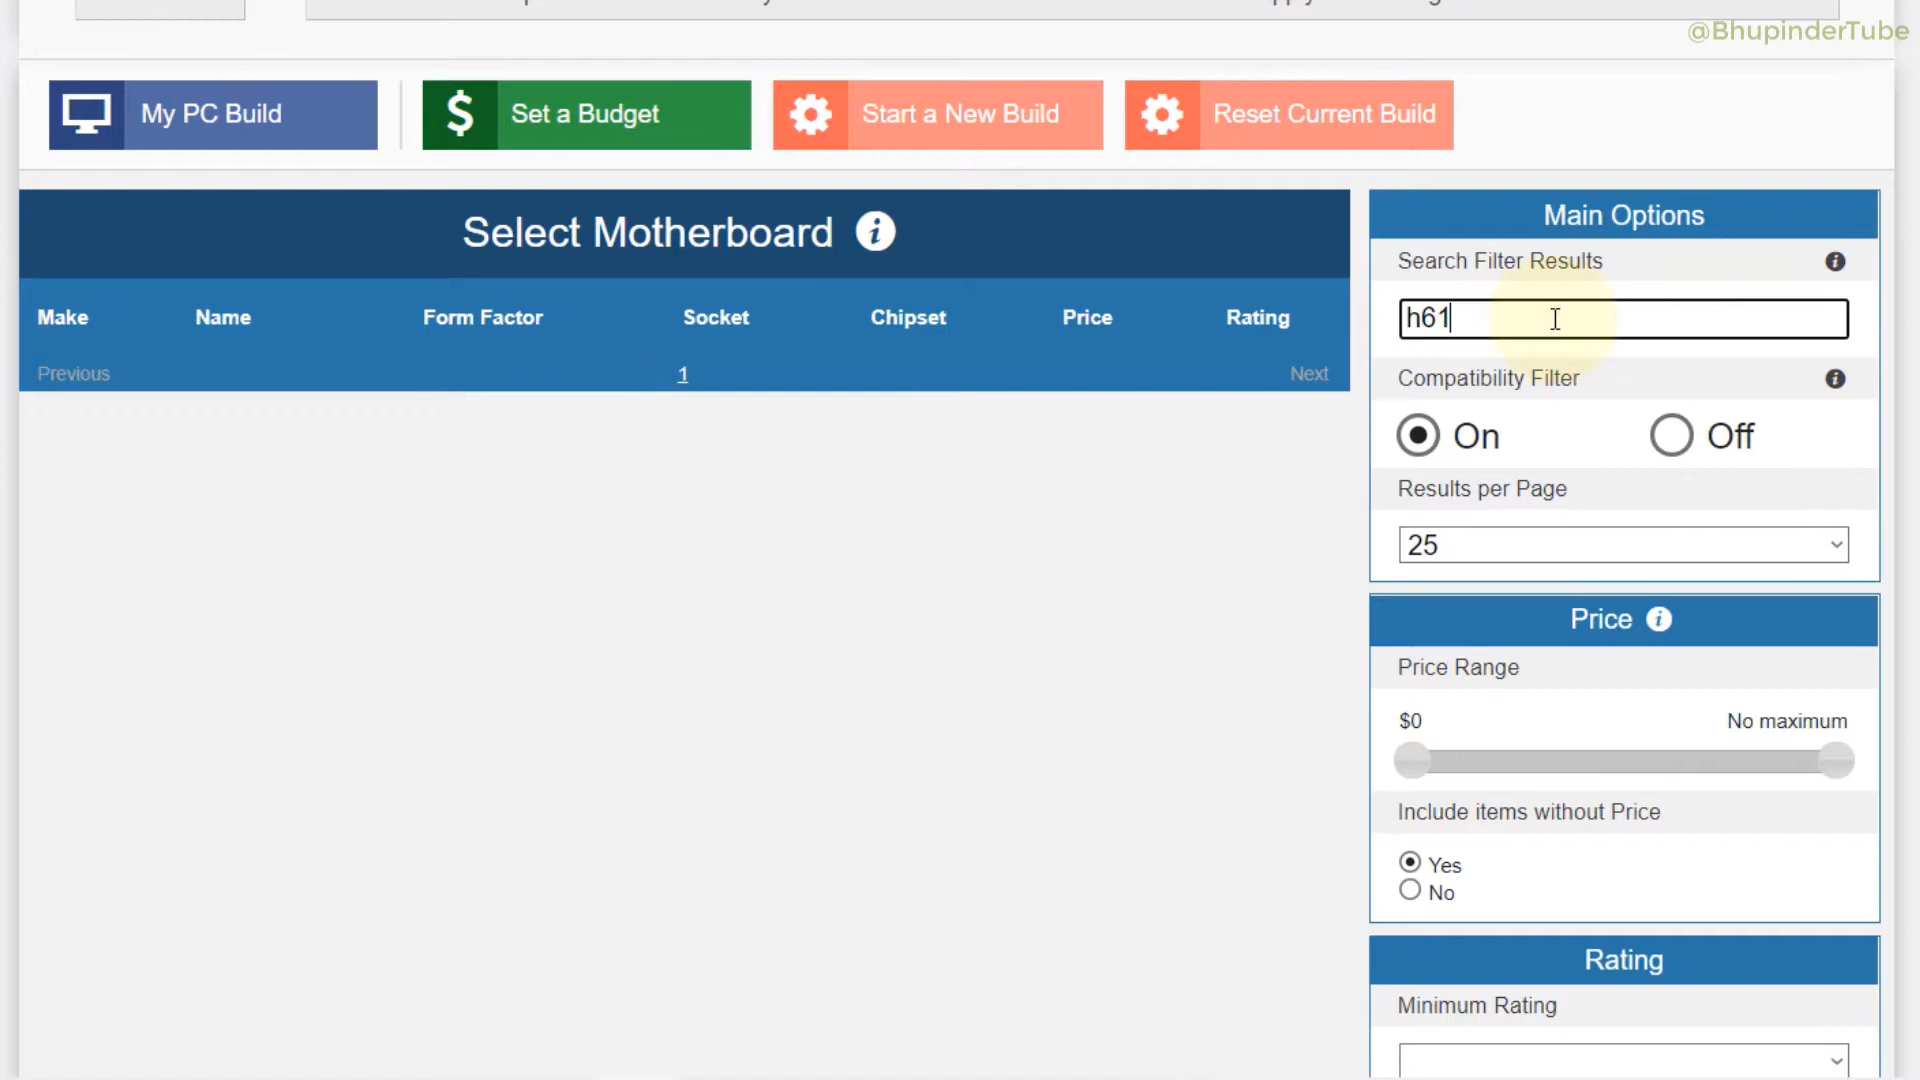 @BhupinderTube
My PC Build
$ Set a Budget
Start a New Build
Reset Current Build
Select Motherboard i
Make Name Form Factor Socket Chipset Price Rating
Previous 1 Next
Main Options
Search Filter Results i
h61
Compatibility Filter i
On Off
Results per Page
25
Price i
Price Range
$0 No maximum
Include items without Price
Yes
No
Rating
Minimum Rating